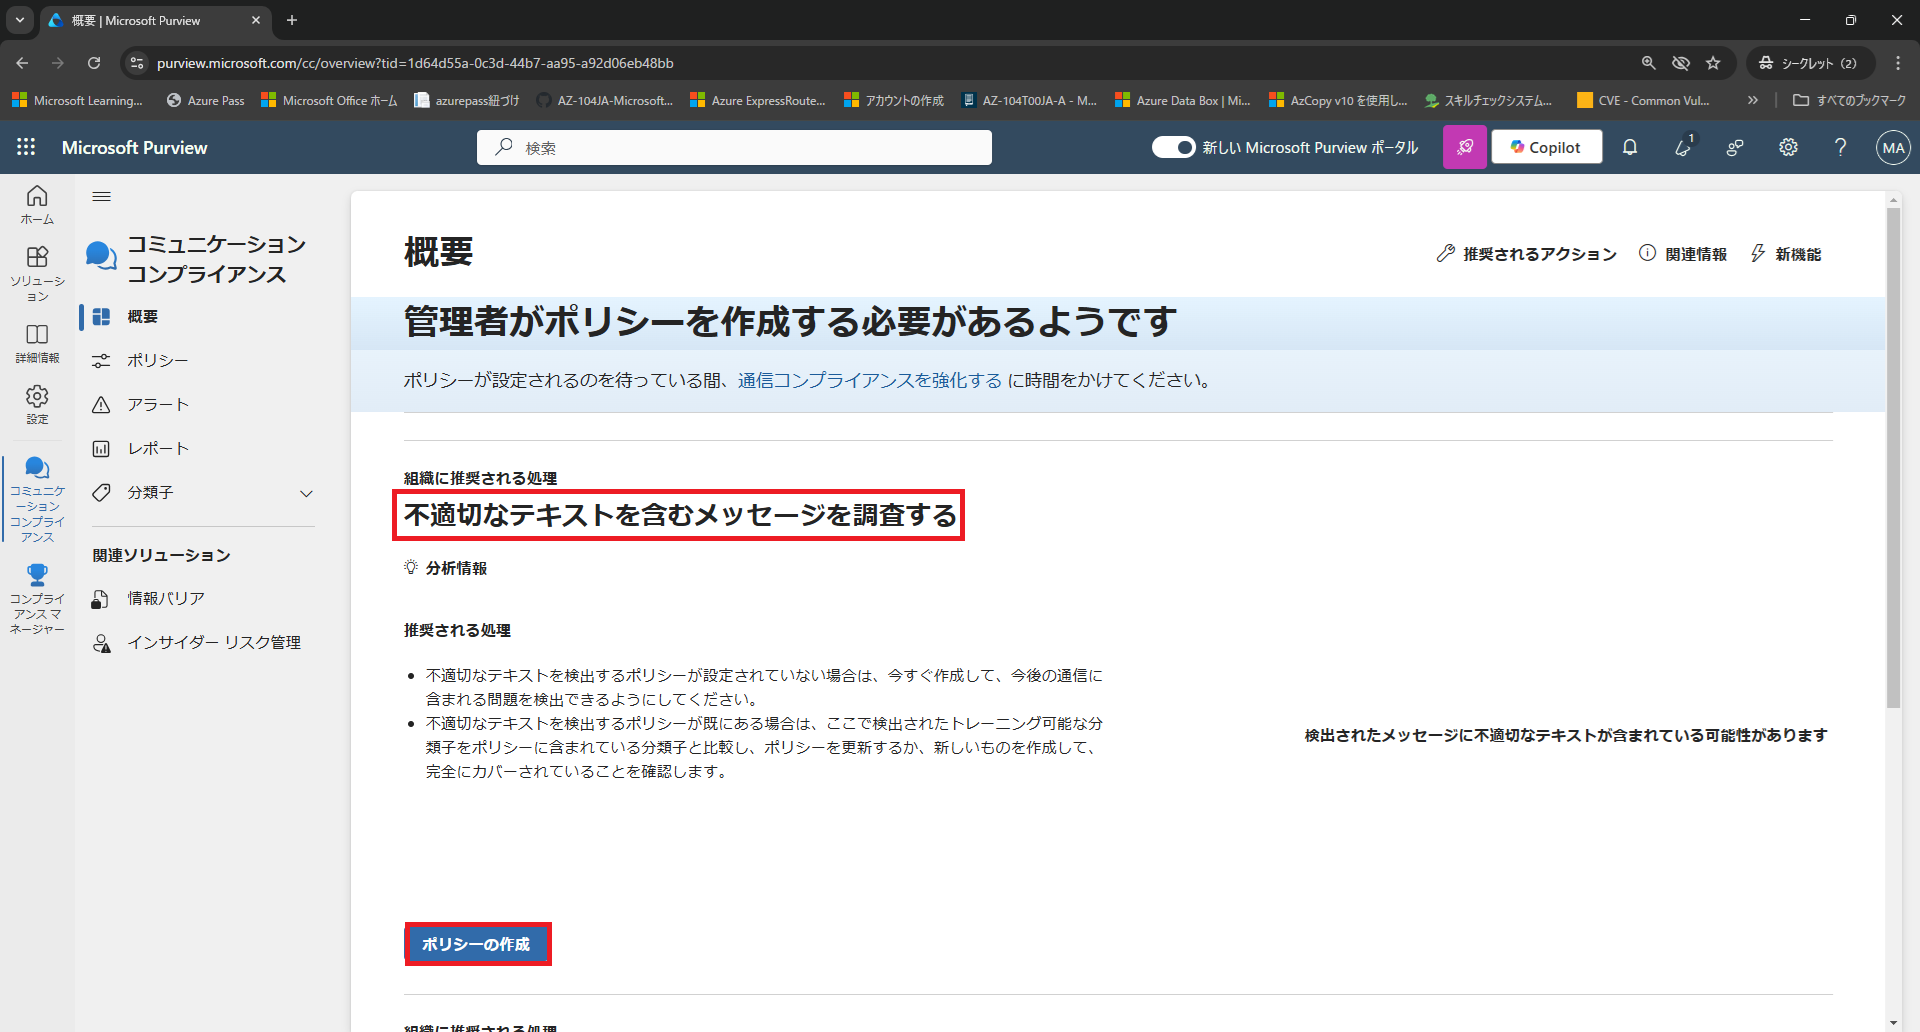 概要 | Microsoft Purview
purview.microsoft.com/cc/overview?tid=1d64d55a-0c3d-44b7-aa95-a92d06eb48bb
シークレット (2)
Microsoft Learning...
Azure Pass
Microsoft Office ホーム
azurepass紐づけ
AZ-104JA-Microsoft...
Azure ExpressRoute...
アカウントの作成
AZ-104T00JA-A - M...
Azure Data Box | Mi...
AzCopy v10 を使用し...
スキルチェックシステム...
CVE - Common Vul...
すべてのブックマーク
Microsoft Purview
検索
新しい Microsoft Purview ポータル
Copilot
1
MA
ホーム
ソリューシ
ョン
詳細情報
設定
コミュニケ
ーション
コンプライ
アンス
コンプライ
アンス マ
ネージャー
コミュニケーション
コンプライアンス
概要
ポリシー
アラート
レポート
分類子
関連ソリューション
情報バリア
インサイダー リスク管理
概要
推奨されるアクション
関連情報
新機能
管理者がポリシーを作成する必要があるようです
ポリシーが設定されるのを待っている間、通信コンプライアンスを強化する に時間をかけてください。
組織に推奨される処理
不適切なテキストを含むメッセージを調査する
分析情報
推奨される処理
不適切なテキストを検出するポリシーが設定されていない場合は、今すぐ作成して、今後の通信に
含まれる問題を検出できるようにしてください。
不適切なテキストを検出するポリシーが既にある場合は、ここで検出されたトレーニング可能な分
類子をポリシーに含まれている分類子と比較し、ポリシーを更新するか、新しいものを作成して、
完全にカバーされていることを確認します。
検出されたメッセージに不適切なテキストが含まれている可能性があります
ポリシーの作成
組織に推奨される処理